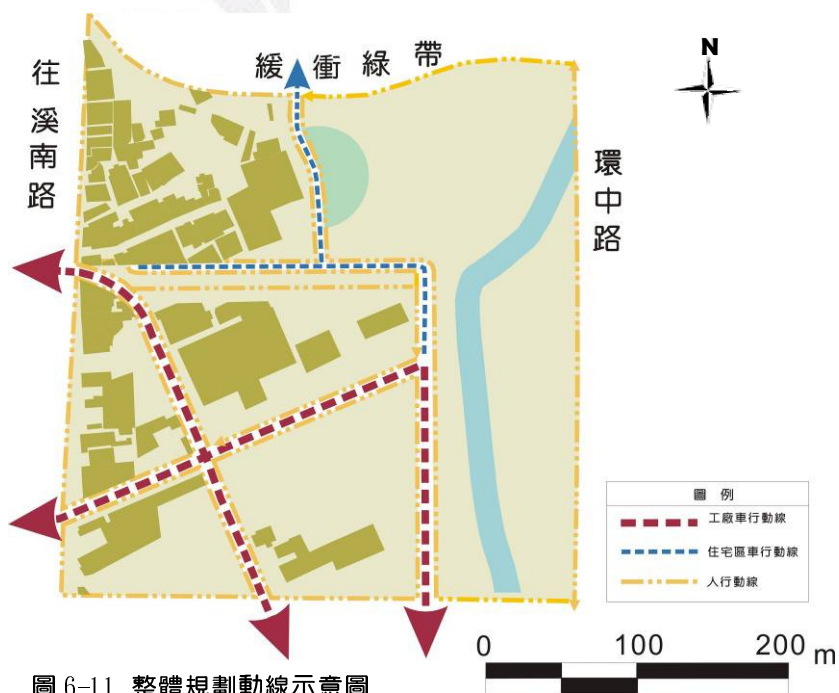 N
緩衝綠帶
往溪南路
環中路
圖例
工廠車行動線
住宅區車行動線
人行動線
0 100 200 m
圖 6-11 整體規劃動線示意圖